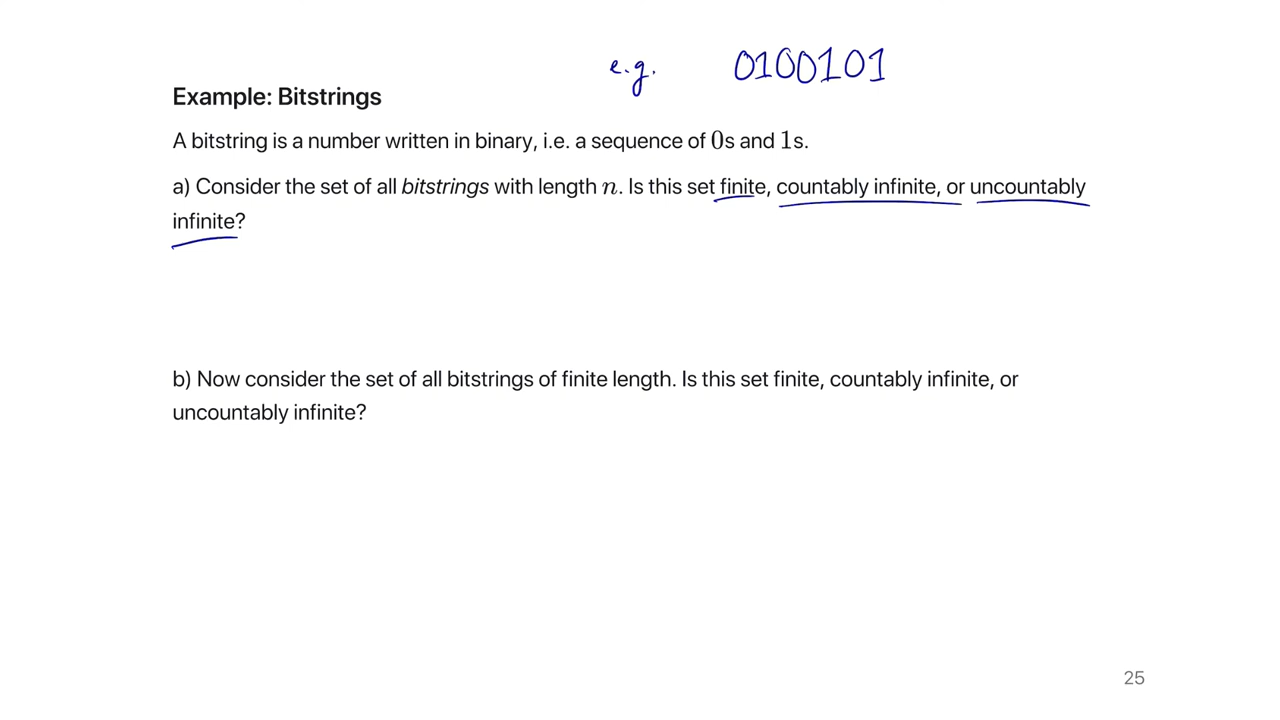 e.g. 0100101
Example: Bitstrings
A bitstring is a number written in binary, i.e. a sequence of 0s and 1s.
a) Consider the set of all bitstrings with length n. Is this set finite, countably infinite, or uncountably
infinite?
b) Now consider the set of all bitstrings of finite length. Is this set finite, countably infinite, or
uncountably infinite?
25